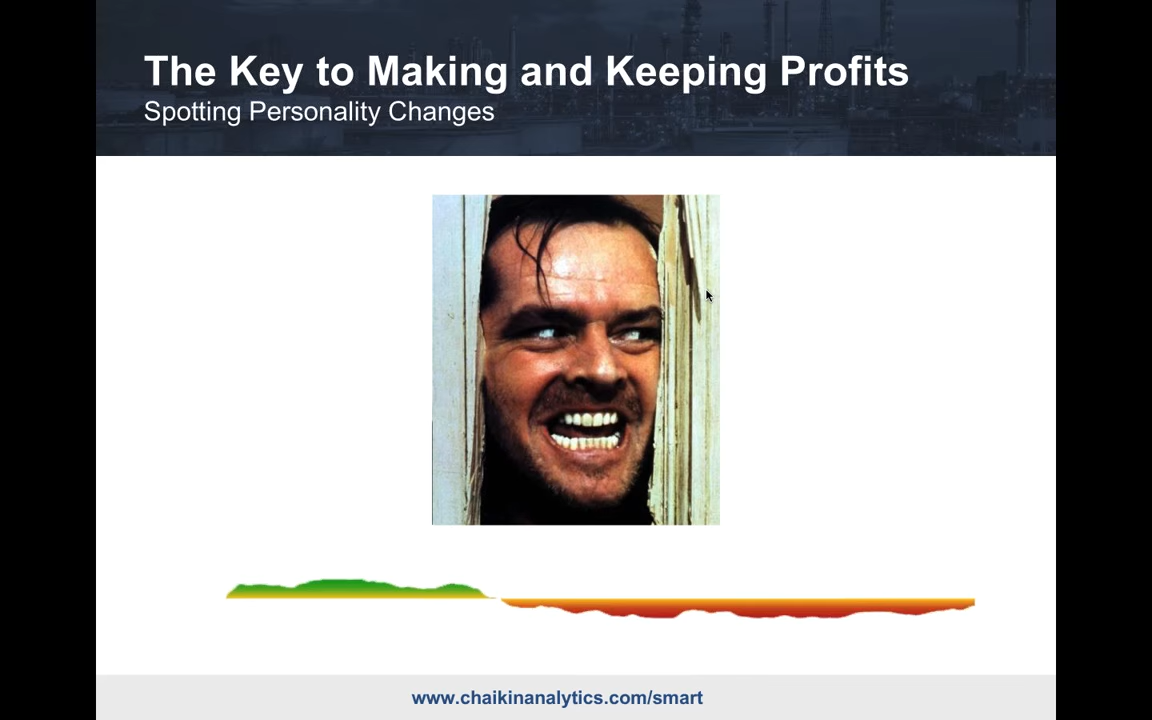 The Key to Making and Keeping Profits
Spotting Personality Changes
www.chaikinanalytics.com/smart